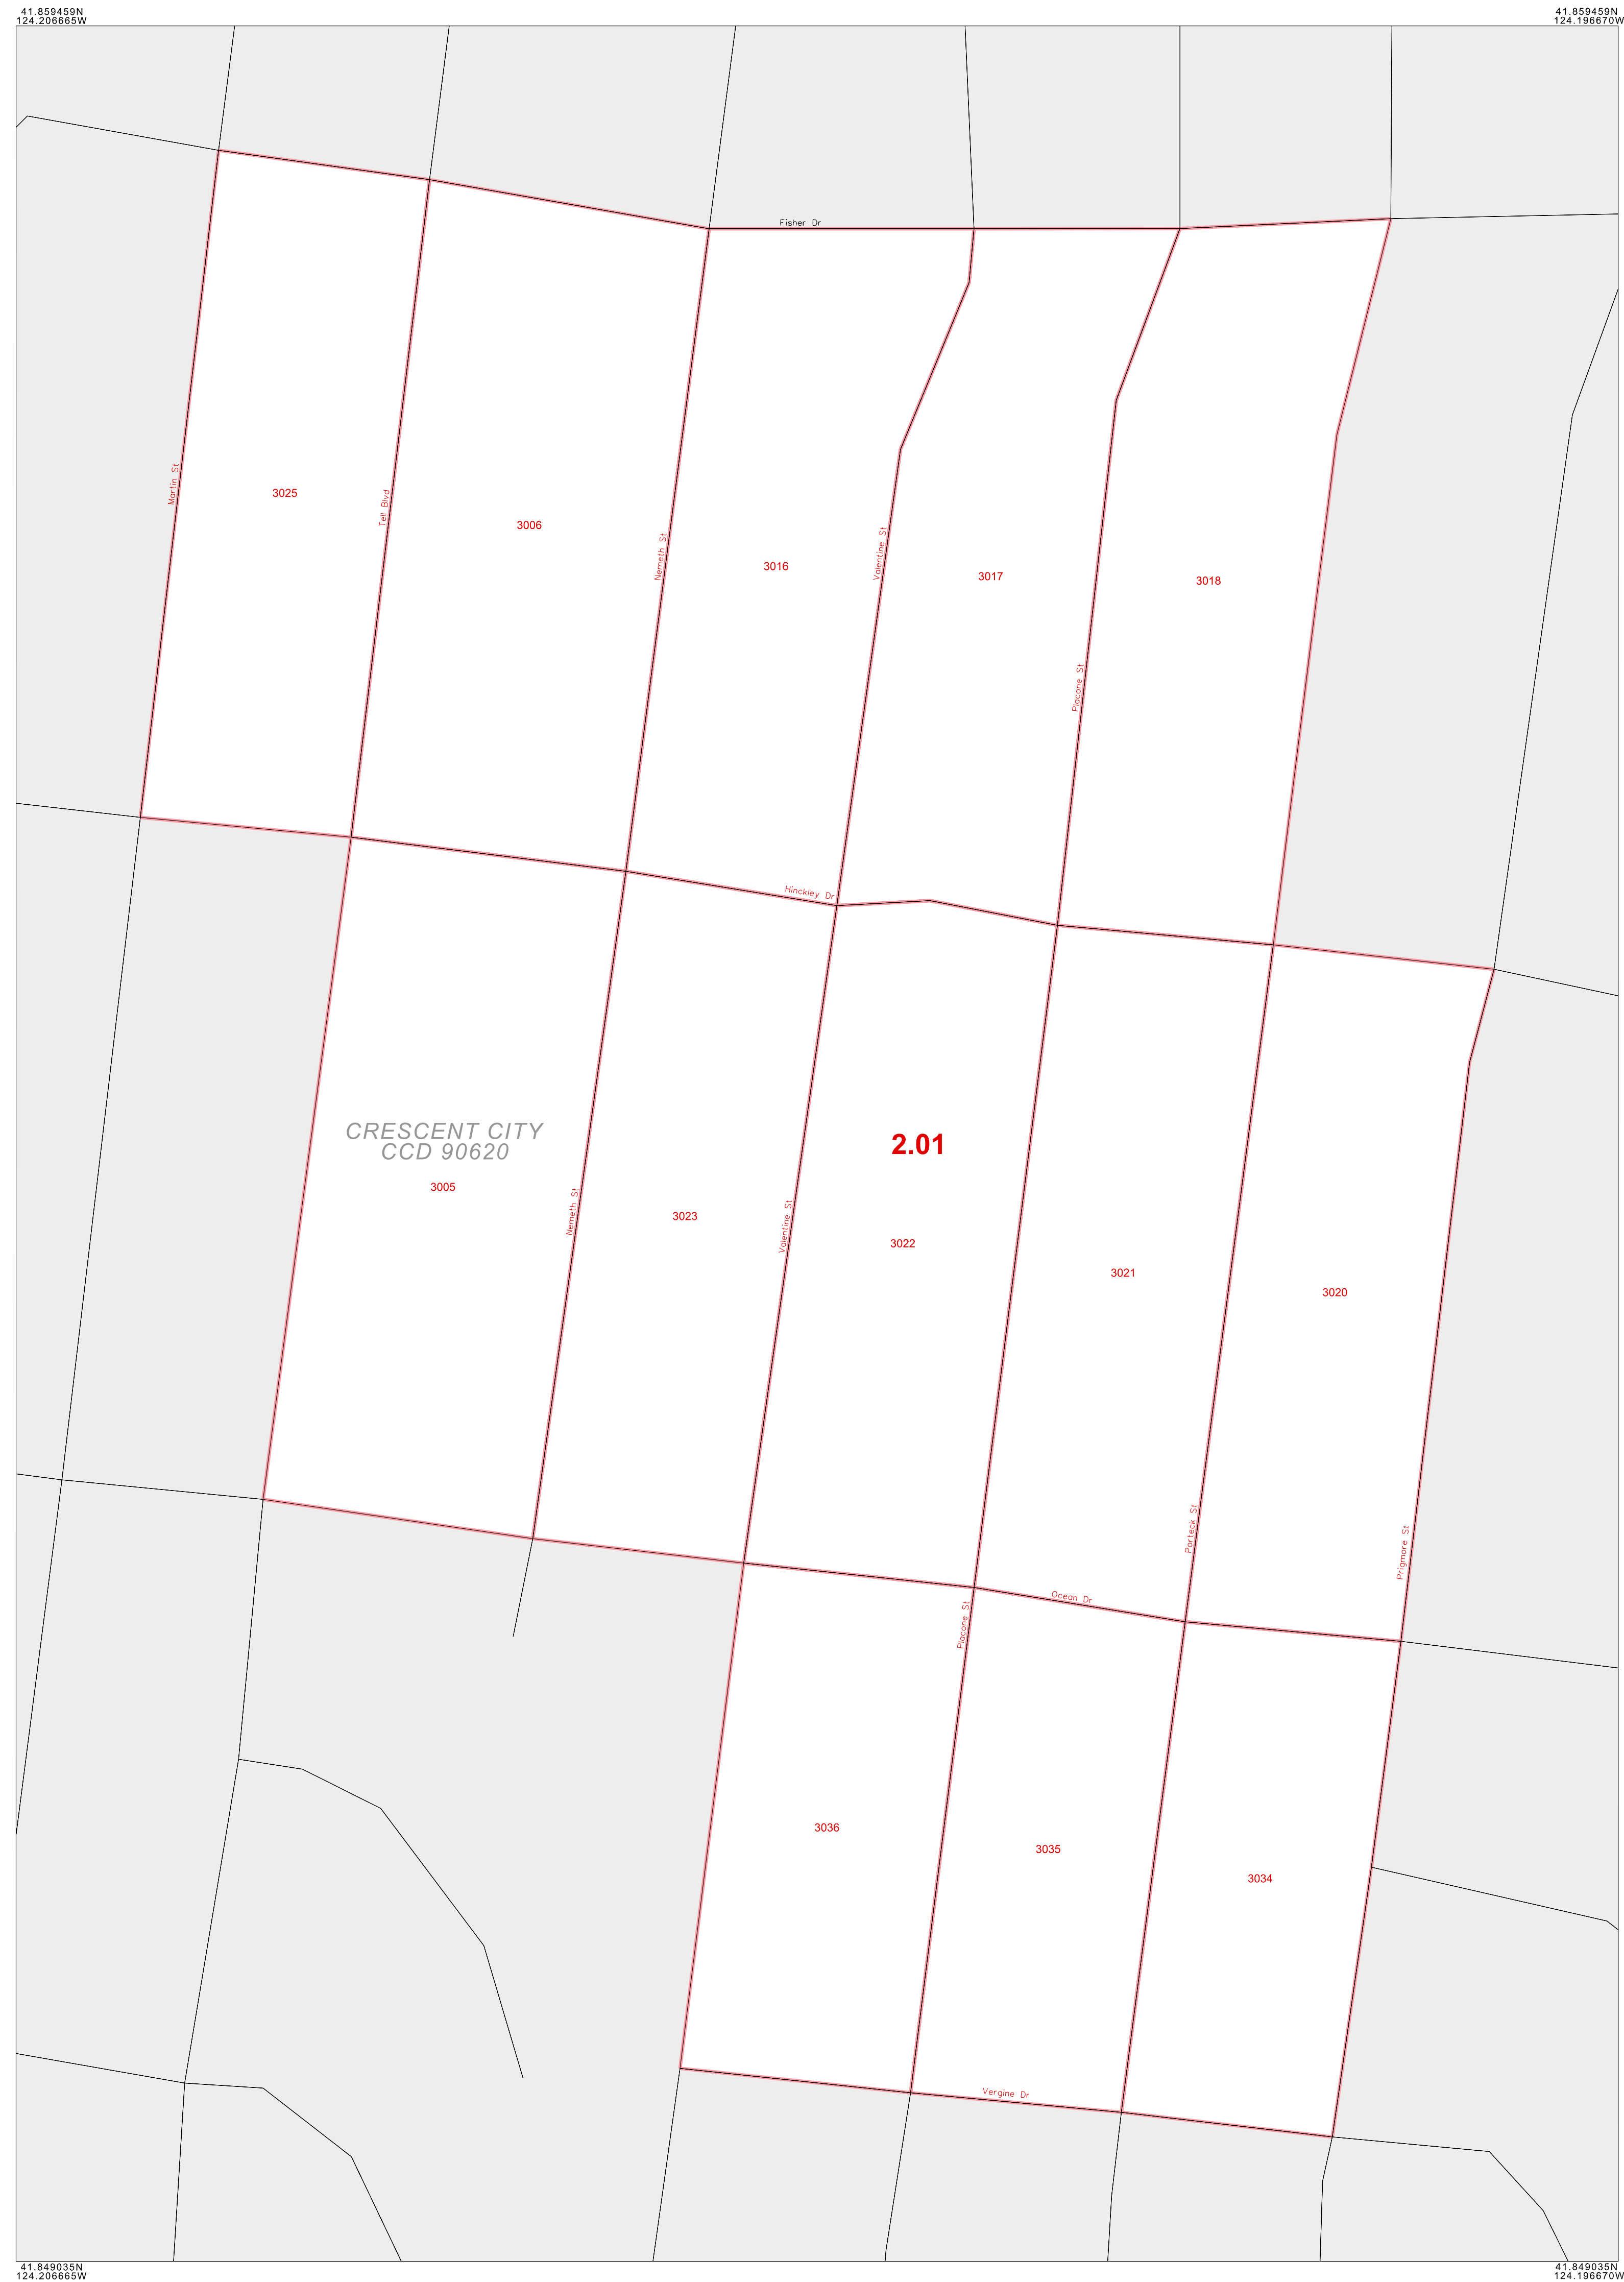 41.859459N
124.206665W
41.859459N
124.196670W
Fisher Dr
Martin St
3025
Tell Blvd
3006
Nemeth St
3016
Valentine St
3017
Placone St
3018
Hinckley Dr
CRESCENT CITY
CCD 90620
2.01
3005
Nemeth St
3023
Valentine St
3022
3021
3020
Porteck St
Prigmore St
Ocean Dr
Placone St
3036
3035
3034
Vergine Dr
41.849035N
124.206665W
41.849035N
124.196670W